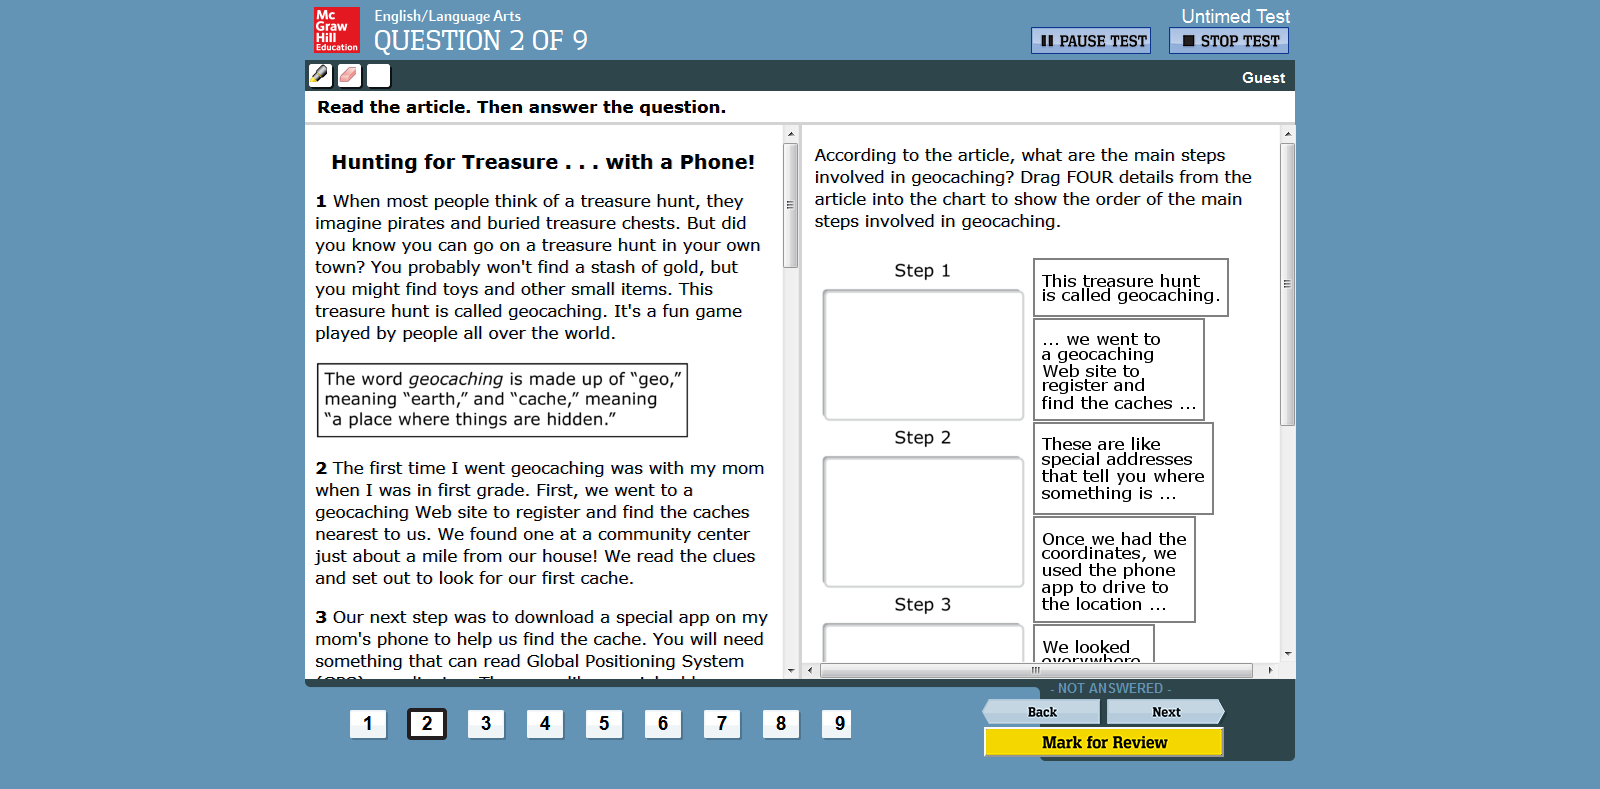 Mc
Graw
Hill
Education
English/Language Arts
QUESTION 2 OF 9
Untimed Test
PAUSE TEST
STOP TEST
Guest
Read the article. Then answer the question.
Hunting for Treasure . . . with a Phone!
1 When most people think of a treasure hunt, they
imagine pirates and buried treasure chests. But did
you know you can go on a treasure hunt in your own
town? You probably won't find a stash of gold, but
you might find toys and other small items. This
treasure hunt is called geocaching. It's a fun game
played by people all over the world.
The word geocaching is made up of “geo,”
meaning “earth,” and “cache,” meaning
“a place where things are hidden.”
2 The first time I went geocaching was with my mom
when I was in first grade. First, we went to a
geocaching Web site to register and find the caches
nearest to us. We found one at a community center
just about a mile from our house! We read the clues
and set out to look for our first cache.
3 Our next step was to download a special app on my
mom's phone to help us find the cache. You will need
something that can read Global Positioning System
According to the article, what are the main steps
involved in geocaching? Drag FOUR details from the
article into the chart to show the order of the main
steps involved in geocaching.
Step 1
Step 2
Step 3
This treasure hunt
is called geocaching.
... we went to
a geocaching
Web site to
register and
find the caches ...
These are like
special addresses
that tell you where
something is ...
Once we had the
coordinates, we
used the phone
app to drive to
the location ...
We looked
everywhere
- NOT ANSWERED -
Back
Next
Mark for Review
1
2
3
4
5
6
7
8
9